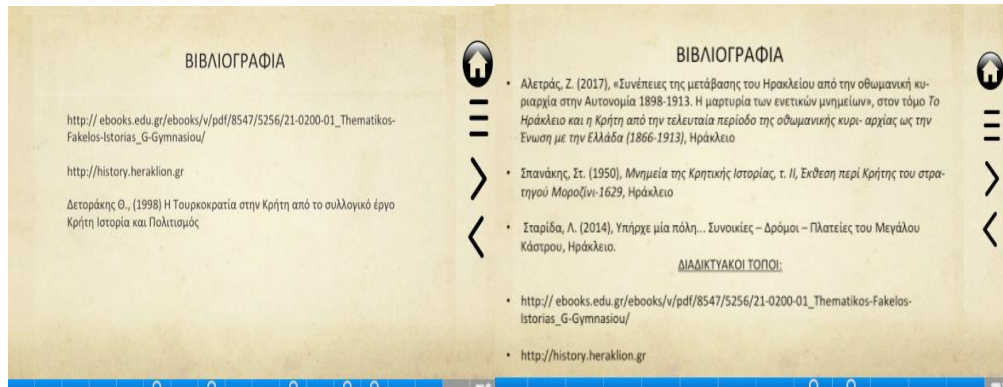 ΒΙΒΛΙΟΓΡΑΦΙΑ
http:// ebooks.edu.gr/ebooks/v/pdf/8547/5256/21-0200-01_Thematikos-
Fakelos-Istorias_G-Gymnasiou/
http://history.heraklion.gr
Δετοράκης Θ., (1998) Η Τουρκοκρατία στην Κρήτη από το συλλογικό έργο
Κρήτη Ιστορία και Πολιτισμός
ΒΙΒΛΙΟΓΡΑΦΙΑ
• Αλετράς, Ζ. (2017), «Συνέπειες της μετάβασης του Ηρακλείου από την οθωμανική κυ-
ριαρχία στην Αυτονομία 1898-1913. Η μαρτυρία των ενετικών μνημείων», στον τόμο Το
Ηράκλειο και η Κρήτη από την τελευταία περίοδο της οθωμανικής κυρι- αρχίας ως την
Ένωση με την Ελλάδα (1866-1913), Ηράκλειο
• Σπανάκης, Στ. (1950), Μνημεία της Κρητικής Ιστορίας, τ. ΙΙ, Έκθεση περί Κρήτης του στρα-
τηγού Μοροζίνι-1629, Ηράκλειο
• Σταρίδα, Λ. (2014), Υπήρχε μία πόλη... Συνοικίες – Δρόμοι – Πλατείες του Μεγάλου
Κάστρου, Ηράκλειο.
ΔΙΑΔΙΚΤΥΑΚΟΙ ΤΟΠΟΙ:
• http:// ebooks.edu.gr/ebooks/v/pdf/8547/5256/21-0200-01_Thematikos-Fakelos-
Istorias_G-Gymnasiou/
• http://history.heraklion.gr